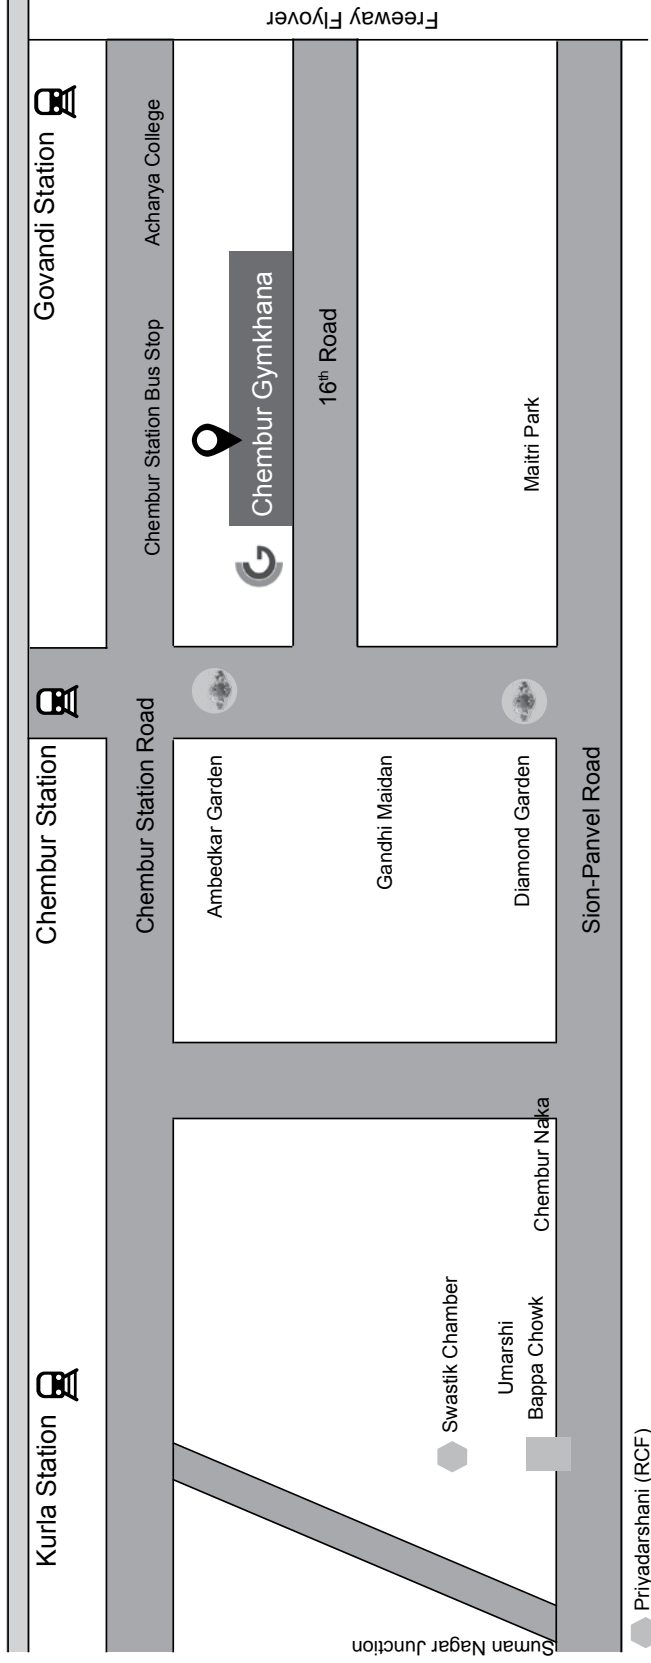 Kurla Station
Chembur Station
Govandi Station
Freeway Flyover
Chembur Station Road
Chembur Station Bus Stop
Acharya College
Ambedkar Garden
Chembur Gymkhana
16th Road
Gandhi Maidan
Swastik Chamber
Umarshi
Bappa Chowk
Chembur Naka
Diamond Garden
Maitri Park
Suman Nagar Junction
Sion-Panvel Road
Priyadarshani (RCF)